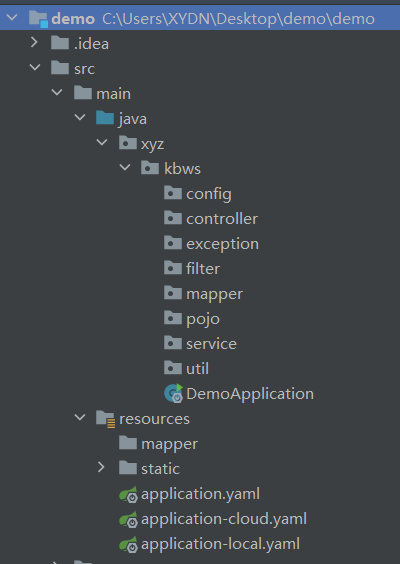 demo C:\Users\XYDN\Desktop\demo\demo
.idea
src
main
java
xyz
kbws
config
controller
exception
filter
mapper
pojo
service
util
DemoApplication
resources
mapper
static
application.yaml
application-cloud.yaml
application-local.yaml